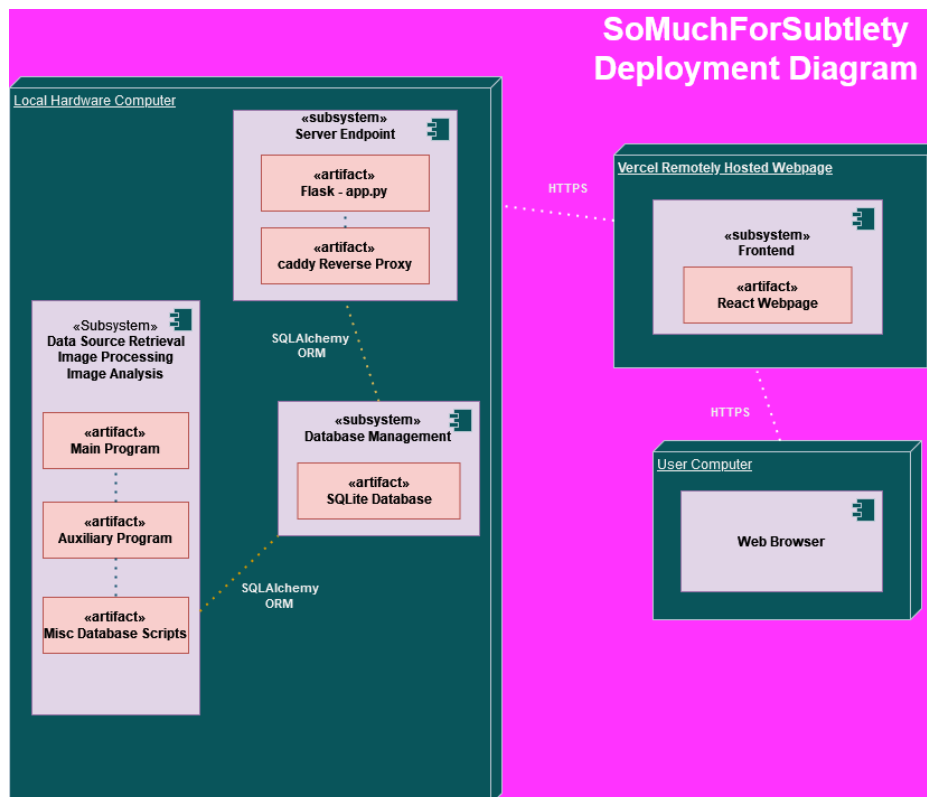 SoMuchForSubtlety
Deployment Diagram
Local Hardware Computer
«subsystem»
Server Endpoint
«artifact»
Flask - app.py
«artifact»
caddy Reverse Proxy
HTTPS
Vercel Remotely Hosted Webpage
«subsystem»
Frontend
«artifact»
React Webpage
«Subsystem»
Data Source Retrieval
Image Processing
Image Analysis
«artifact»
Main Program
«artifact»
Auxiliary Program
«artifact»
Misc Database Scripts
SQLAlchemy
ORM
«subsystem»
Database Management
«artifact»
SQLite Database
SQLAlchemy
ORM
HTTPS
User Computer
Web Browser